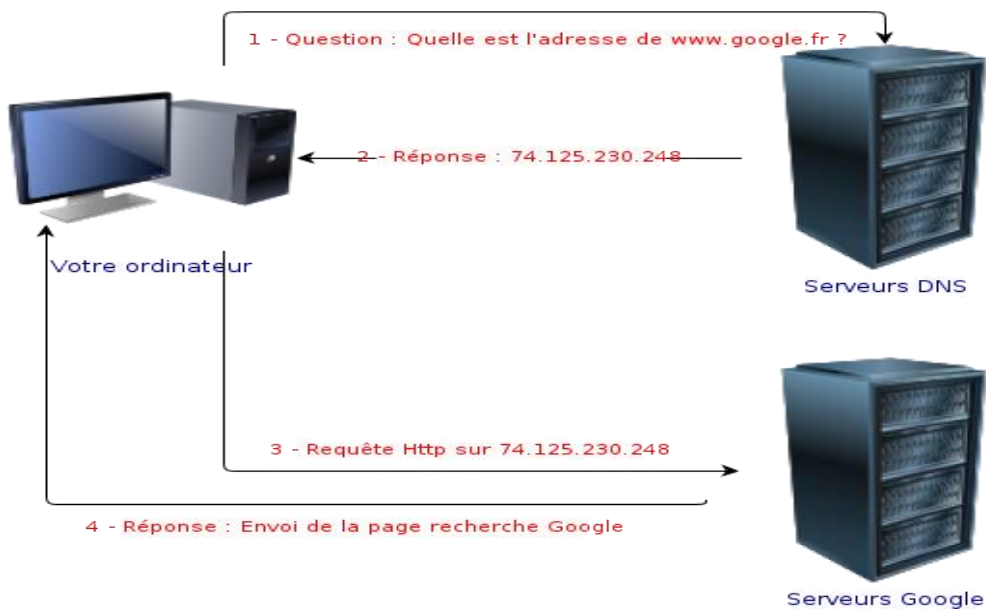 1 - Question : Quelle est l'adresse de www.google.fr ?
2 - Réponse : 74.125.230.248
Votre ordinateur
Serveurs DNS
3 - Requête Http sur 74.125.230.248
4 - Réponse : Envoi de la page recherche Google
Serveurs Google